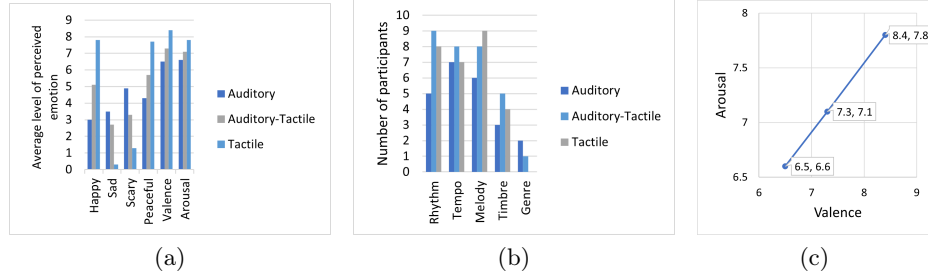 Average level of perceived
emotion
9
8
7
6
5
4
3
2
1
0
Happy
Sad
Scary
Peaceful
Valence
Arousal
Auditory
Auditory-Tactile
Tactile
(a)
Number of participants
10
9
8
7
6
5
4
3
2
1
0
Rhythm
Tempo
Melody
Timbre
Genre
Auditory
Auditory-Tactile
Tactile
(b)
Arousal
8
7.5
7
6.5
8.4, 7.8
7.3, 7.1
6.5, 6.6
6 7 8 9
Valence
(c)